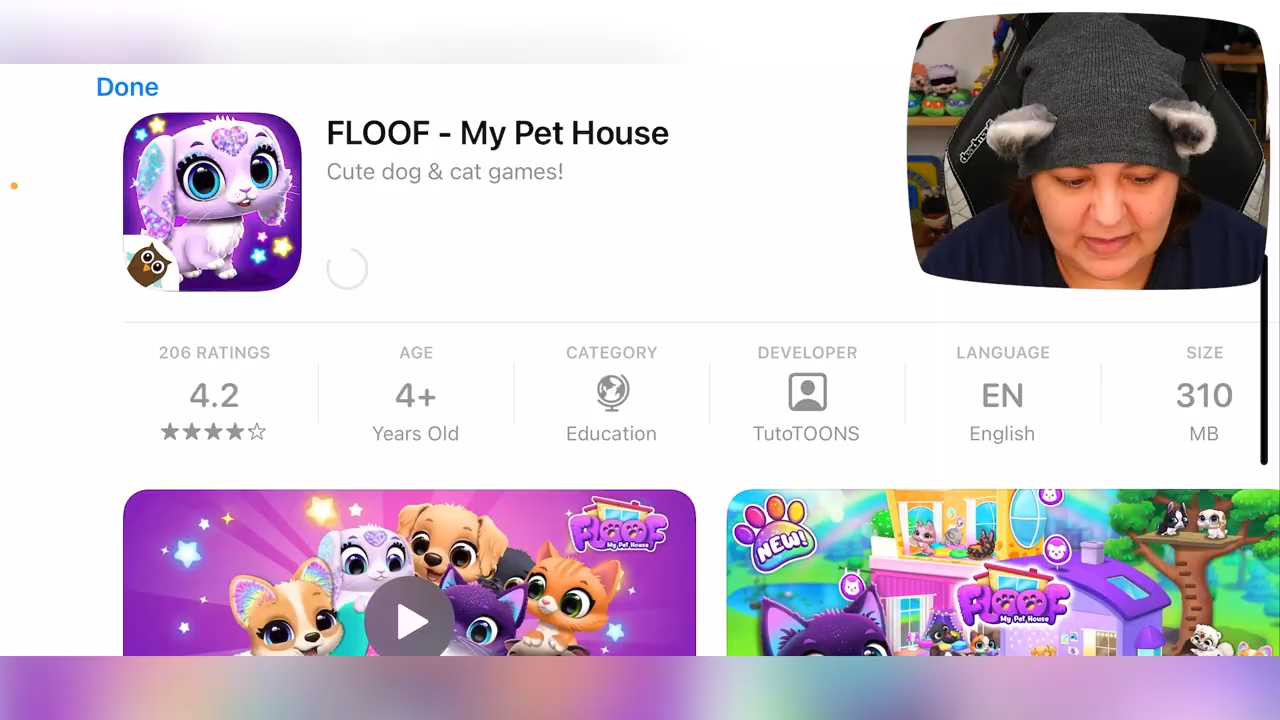 Done
FLOOF - My Pet House
Cute dog & cat games!
206 RATINGS
4.2
AGE
4+
Years Old
CATEGORY
Education
DEVELOPER
TutoTOONS
LANGUAGE
EN
English
SIZE
310
MB
FLOOF
My Pet House
NEW!
FLOOF
My Pet House